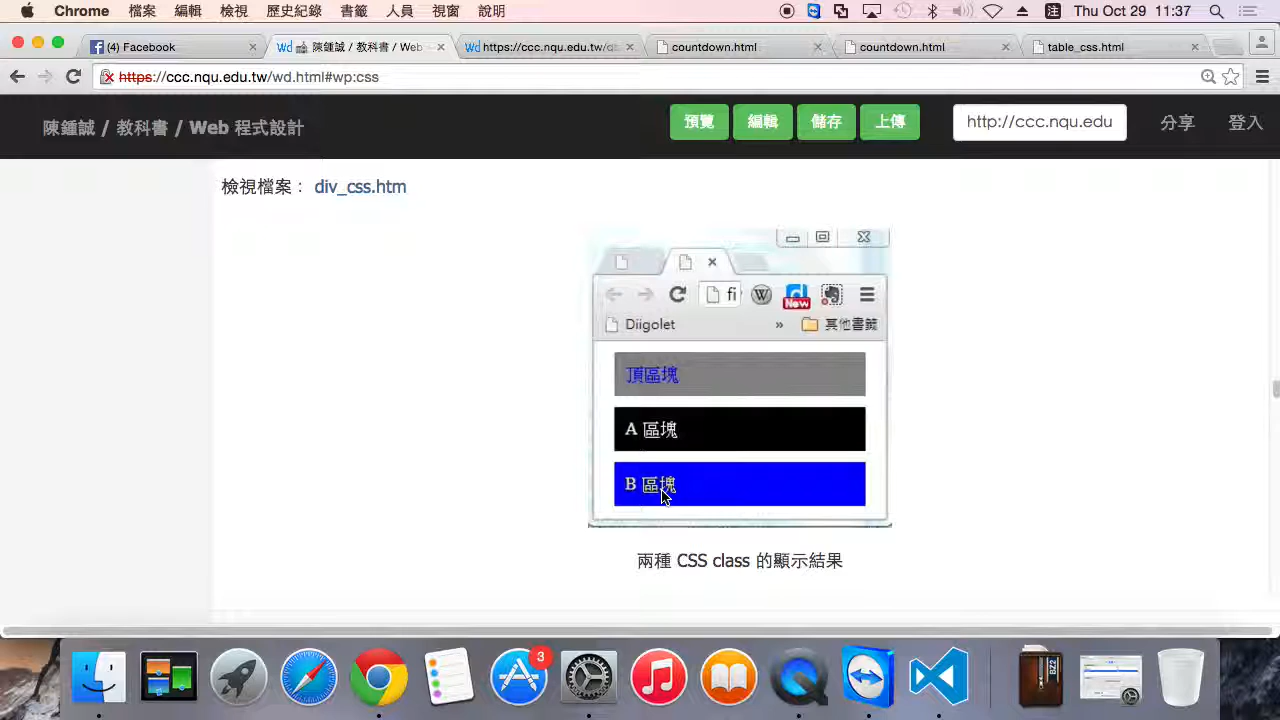 Chrome 檔案 編輯 檢視 歷史紀錄 書籤 人員 視窗 說明 注 Thu Oct 29 11:37
(4) Facebook 陳鍾誠 / 教科書 / Web https://ccc.nqu.edu.tw/ countdown.html countdown.html table_css.html
https://ccc.nqu.edu.tw/wd.html#wp:css
陳鍾誠 / 教科書 / Web 程式設計 預覽 編輯 儲存 上傳 http://ccc.nqu.edu 分享 登入
檢視檔案： div_css.htm
fi W New
Diigolet » 其他書籤
頂區塊
A 區塊
B 區塊
兩種 CSS class 的顯示結果
3